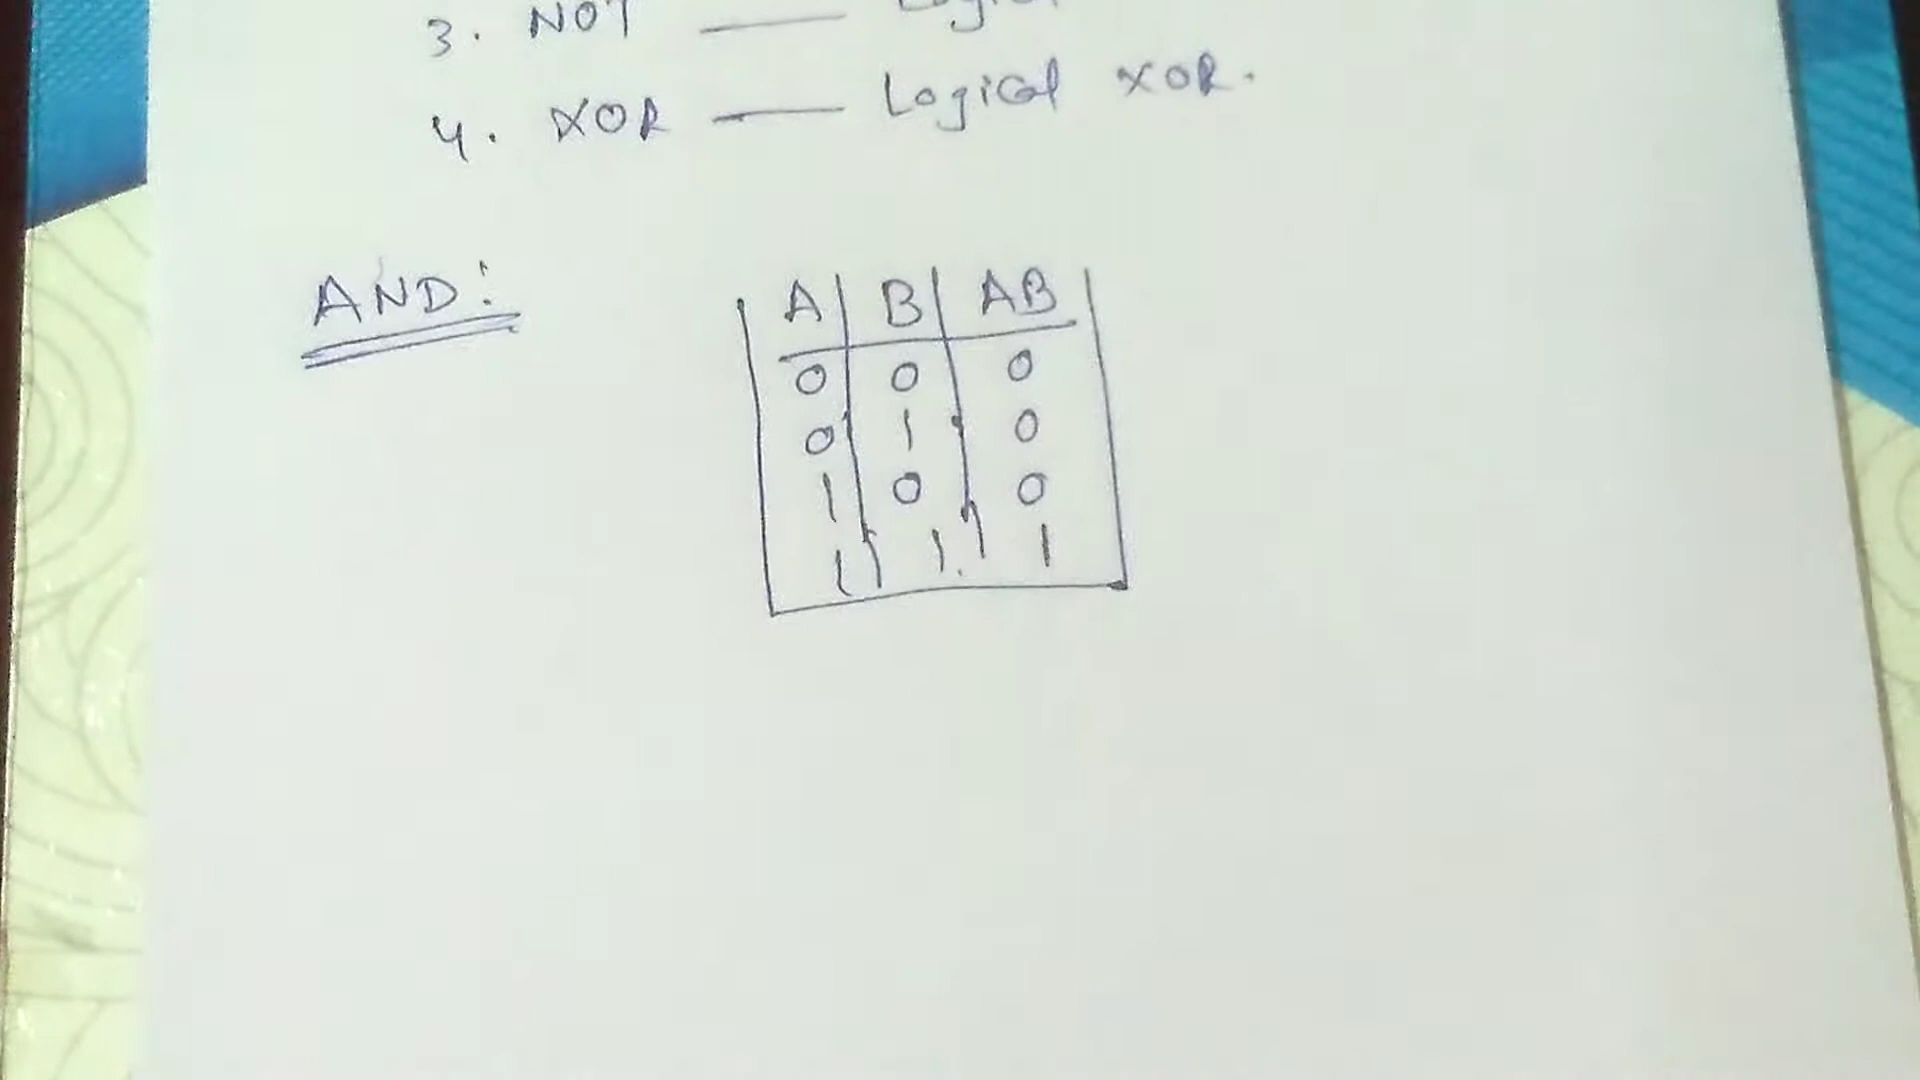 3. NOT —
4. XOR — Logical XOR.
AND:
A B AB
0 0 0
0 1 0
1 0 0
1 1 1